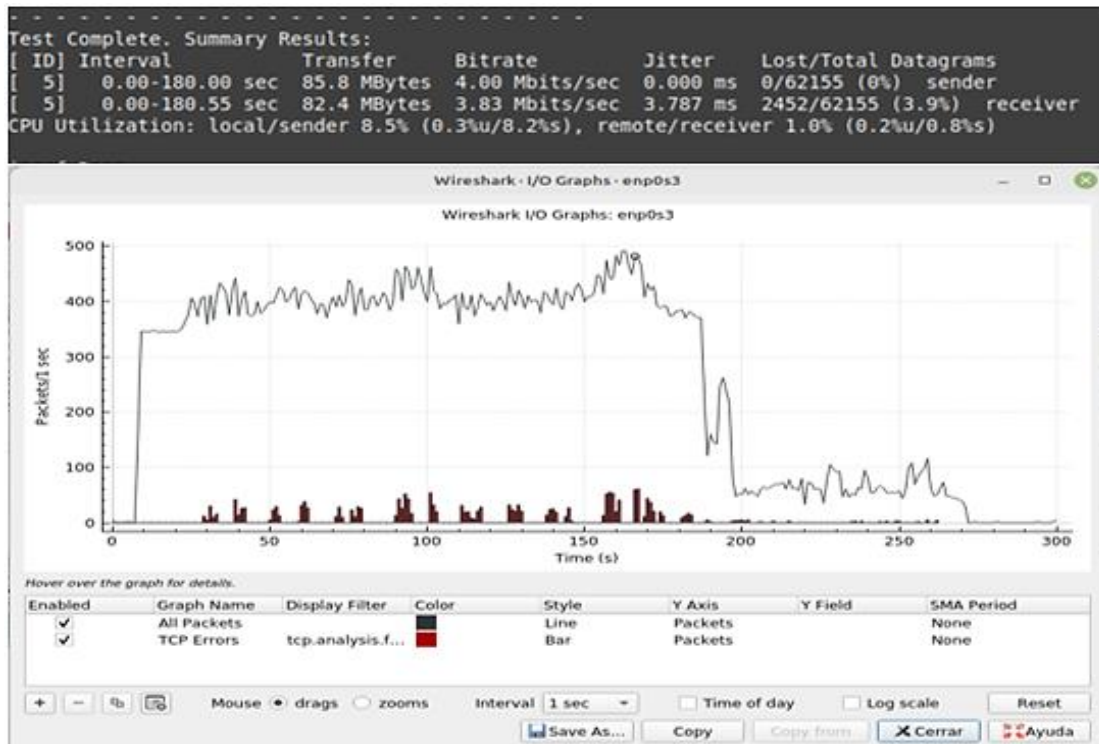 - - - - - - - - - - - - - - - - - - - - - - - - -
Test Complete. Summary Results:
[ ID] Interval Transfer Bitrate Jitter Lost/Total Datagrams
[ 5] 0.00-180.00 sec 85.8 MBytes 4.00 Mbits/sec 0.000 ms 0/62155 (0%) sender
[ 5] 0.00-180.55 sec 82.4 MBytes 3.83 Mbits/sec 3.787 ms 2452/62155 (3.9%) receiver
CPU Utilization: local/sender 8.5% (0.3%u/8.2%s), remote/receiver 1.0% (0.2%u/0.8%s)
Wireshark · I/O Graphs · enp0s3
Wireshark I/O Graphs: enp0s3
500
400
300
200
100
0
Packets/1 sec
0 50 100 150 200 250 300
Time (s)
Hover over the graph for details.
Enabled Graph Name Display Filter Color Style Y Axis Y Field SMA Period
All Packets Line Packets None
TCP Errors tcp.analysis.f... Bar Packets None
Mouse drags zooms Interval 1 sec Time of day Log scale Reset
Save As... Copy Copy from Cerrar Ayuda